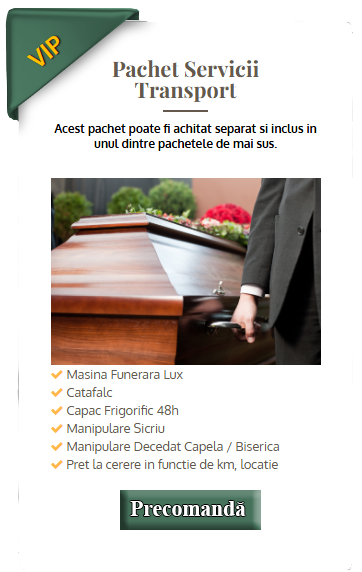 VIP
Pachet Servicii
Transport
Acest pachet poate fi achitat separat si inclus in
unul dintre pachetele de mai sus.
Masina Funerara Lux
Catafalc
Capac Frigorific 48h
Manipulare Sicriu
Manipulare Decedat Capela / Biserica
Pret la cerere in functie de km, locatie
Precomandă